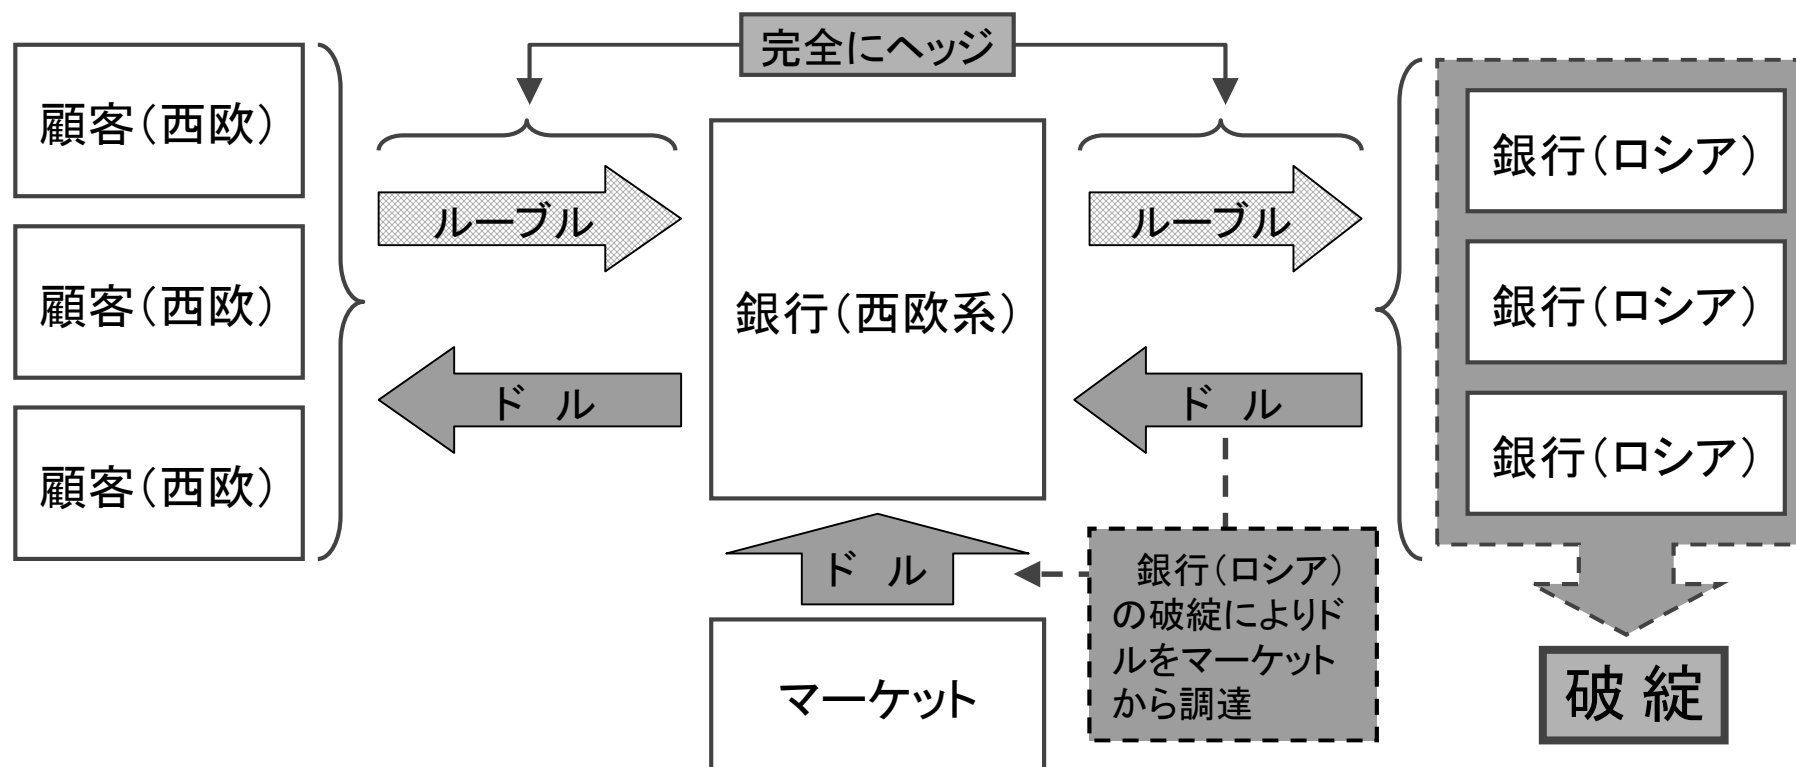 完全にヘッジ
顧客(西欧)
顧客(西欧)
顧客(西欧)
ルーブル
ド ル
銀行(西欧系)
ルーブル
ド ル
銀行(ロシア)
銀行(ロシア)
銀行(ロシア)
ド ル
マーケット
銀行(ロシア)
の破綻によりド
ルをマーケット
から調達
破 綻